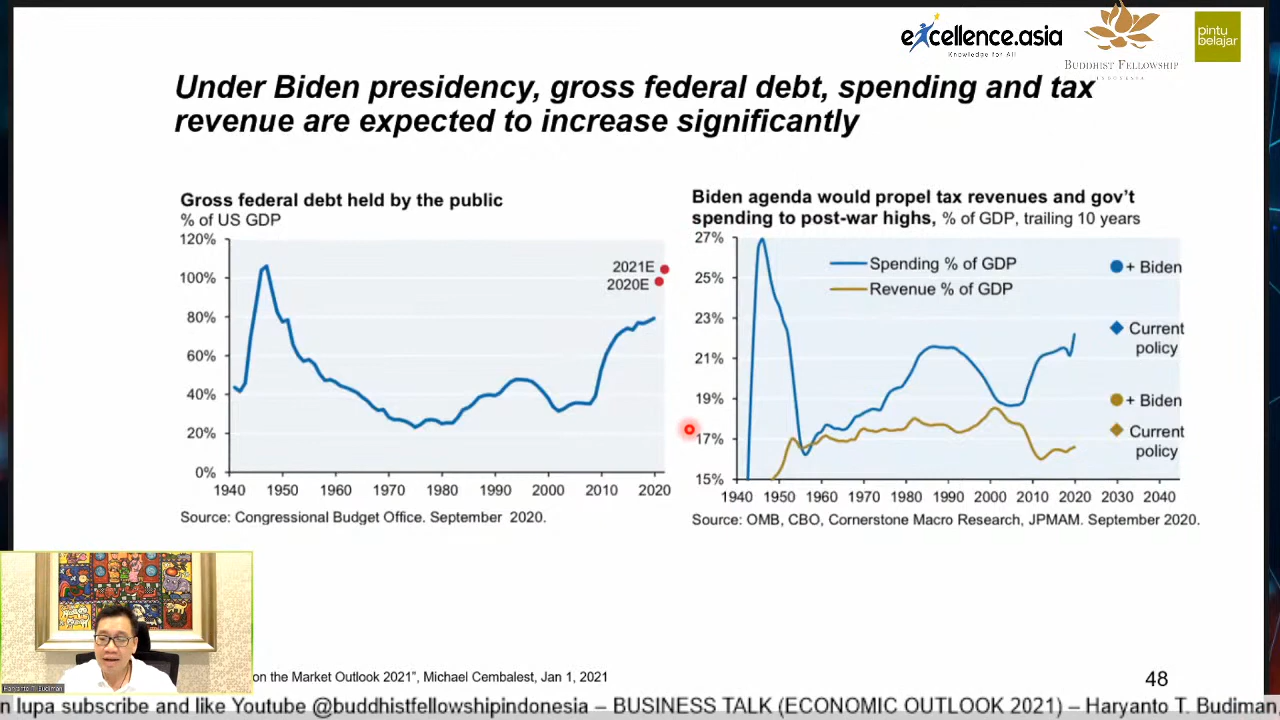 excellence.asia
Knowledge for All
BUDDHIST FELLOWSHIP
INDONESIA
pintu
belajar
Under Biden presidency, gross federal debt, spending and tax
revenue are expected to increase significantly
Gross federal debt held by the public
% of US GDP
120%
100%
80%
60%
40%
20%
0%
2021E
2020E
1940 1950 1960 1970 1980 1990 2000 2010 2020
Source: Congressional Budget Office. September 2020.
Biden agenda would propel tax revenues and gov't
spending to post-war highs, % of GDP, trailing 10 years
27%
25%
23%
21%
19%
17%
15%
Spending % of GDP
Revenue % of GDP
+ Biden
Current
policy
+ Biden
Current
policy
1940 1950 1960 1970 1980 1990 2000 2010 2020 2030 2040
Source: OMB, CBO, Cornerstone Macro Research, JPMAM. September 2020.
Haryanto T. Budiman
on the Market Outlook 2021", Michael Cembalest, Jan 1, 2021
48
n lupa subscribe and like Youtube @buddhistfellowshipindonesia – BUSINESS TALK (ECONOMIC OUTLOOK 2021) – Haryanto T. Budiman,